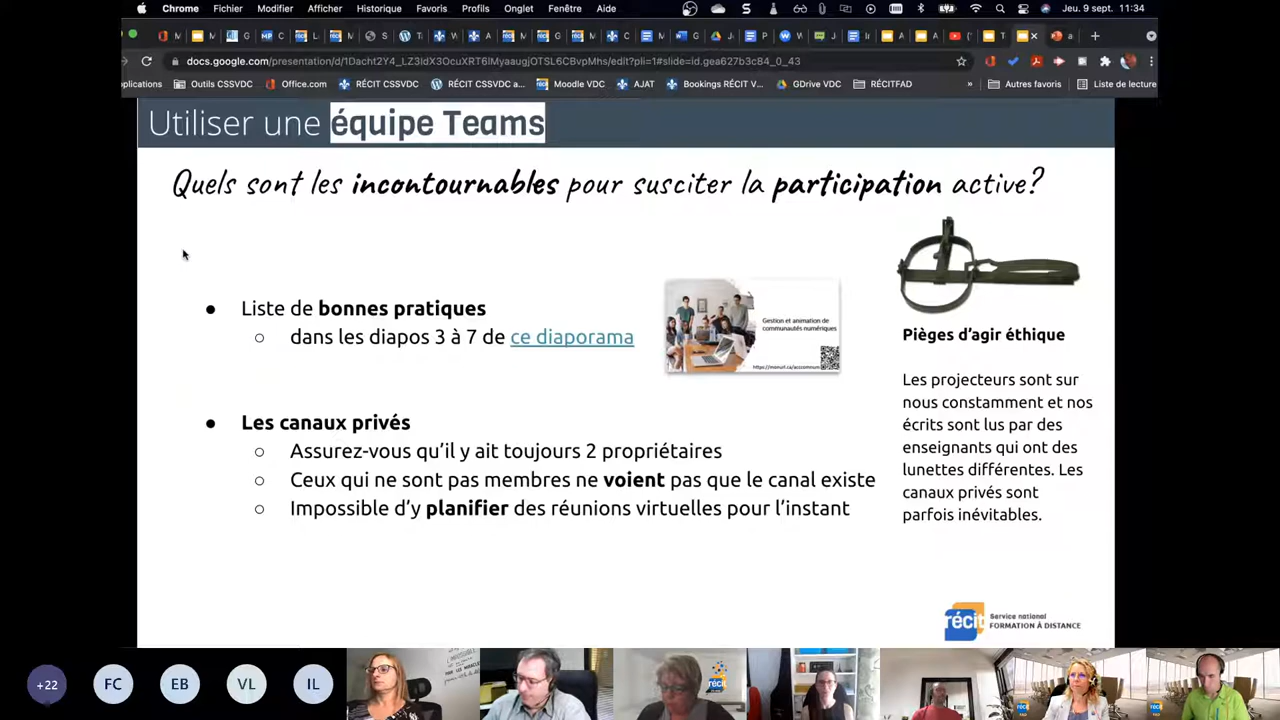 Chrome Fichier Modifier Afficher Historique Favoris Profils Onglet Fenêtre Aide Jeu. 9 sept. 11:34
docs.google.com/presentation/d/1Dacht2Y4_LZ3idX3OcuXRT6IMyaaugjOTSL6CBvpMhs/edit?pli=1#slide=id.gea627b3c84_0_43
plications Outils CSSVDC Office.com RÉCIT CSSVDC RÉCIT CSSVDC a... Moodle VDC AJAT Bookings RÉCIT V... GDrive VDC RÉCITFAD » Autres favoris Liste de lecture
Utiliser une équipe Teams
Quels sont les incontournables pour susciter la participation active?
● Liste de bonnes pratiques
○ dans les diapos 3 à 7 de ce diaporama
Gestion et animation de
communautés numériques
● Les canaux privés
○ Assurez-vous qu'il y ait toujours 2 propriétaires
○ Ceux qui ne sont pas membres ne voient pas que le canal existe
○ Impossible d'y planifier des réunions virtuelles pour l'instant
Pièges d'agir éthique
Les projecteurs sont sur
nous constamment et nos
écrits sont lus par des
enseignants qui ont des
lunettes différentes. Les
canaux privés sont
parfois inévitables.
récit Service national
FORMATION À DISTANCE
+22 FC EB VL IL
récit